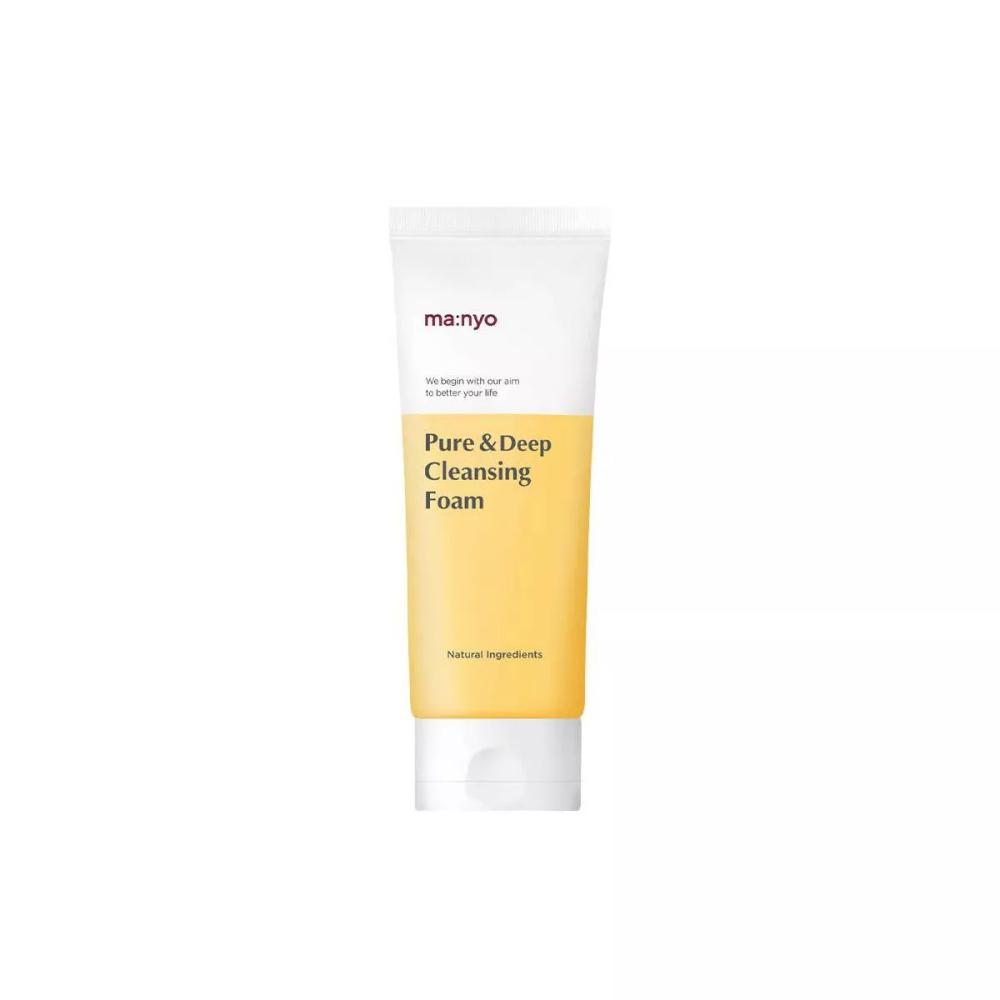 ma:nyo
We begin with our aim
to better your life
Pure & Deep
Cleansing
Foam
Natural Ingredients